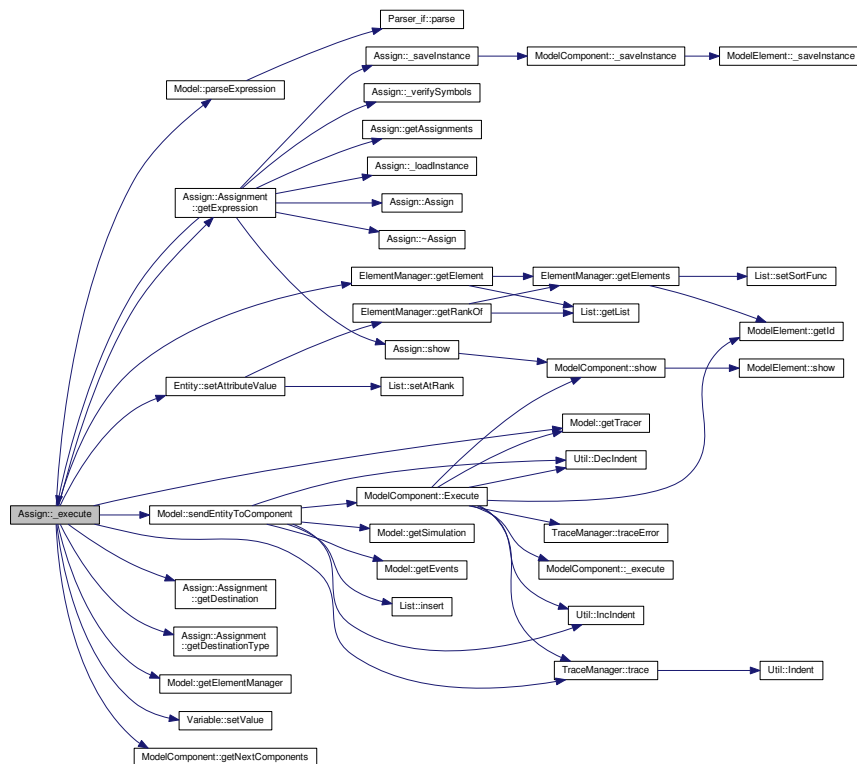 Parser_if::parse
Assign::_saveInstance
ModelComponent::_saveInstance
ModelElement::_saveInstance
Model::parseExpression
Assign::_verifySymbols
Assign::getAssignments
Assign::_loadInstance
Assign::Assignment
::getExpression
Assign::Assign
Assign::~Assign
ElementManager::getElement
ElementManager::getElements
List::setSortFunc
ElementManager::getRankOf
List::getList
ModelElement::getId
Assign::show
ModelComponent::show
ModelElement::show
Entity::setAttributeValue
List::setAtRank
Model::getTracer
Util::DecIndent
ModelComponent::Execute
Assign::_execute
Model::sendEntityToComponent
Model::getSimulation
TraceManager::traceError
Model::getEvents
ModelComponent::_execute
Assign::Assignment
::getDestination
List::insert
Util::IncIndent
Assign::Assignment
::getDestinationType
TraceManager::trace
Util::Indent
Model::getElementManager
Variable::setValue
ModelComponent::getNextComponents